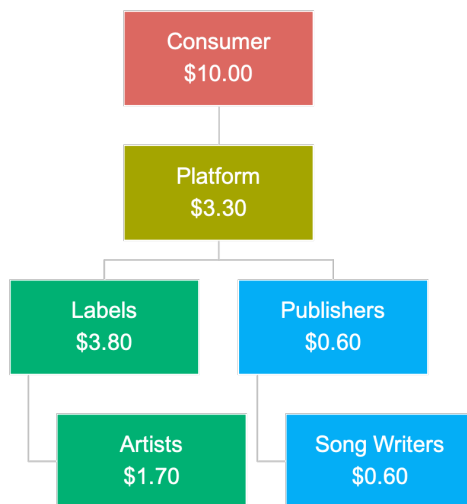 Consumer
$10.00
Platform
$3.30
Labels
$3.80
Publishers
$0.60
Artists
$1.70
Song Writers
$0.60